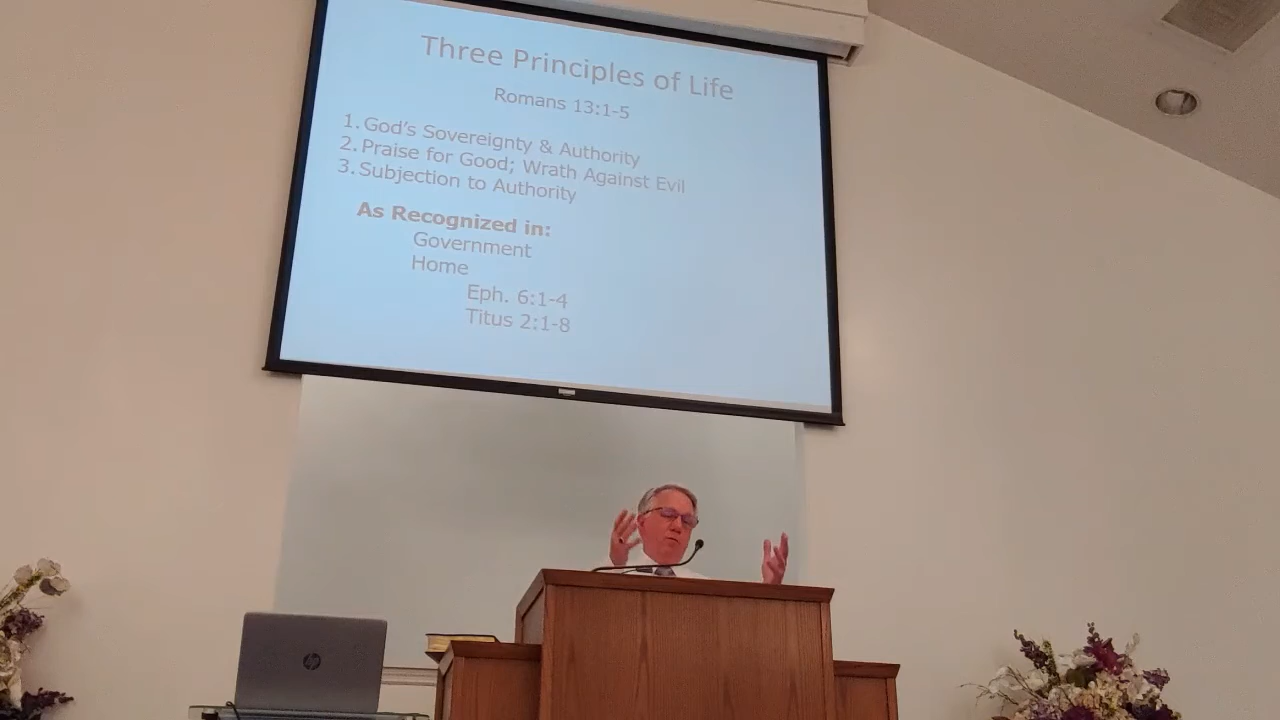 Three Principles of Life
Romans 13:1-5
1. God's Sovereignty & Authority
2. Praise for Good; Wrath Against Evil
3. Subjection to Authority
As Recognized in:
Government
Home
Eph. 6:1-4
Titus 2:1-8
hp